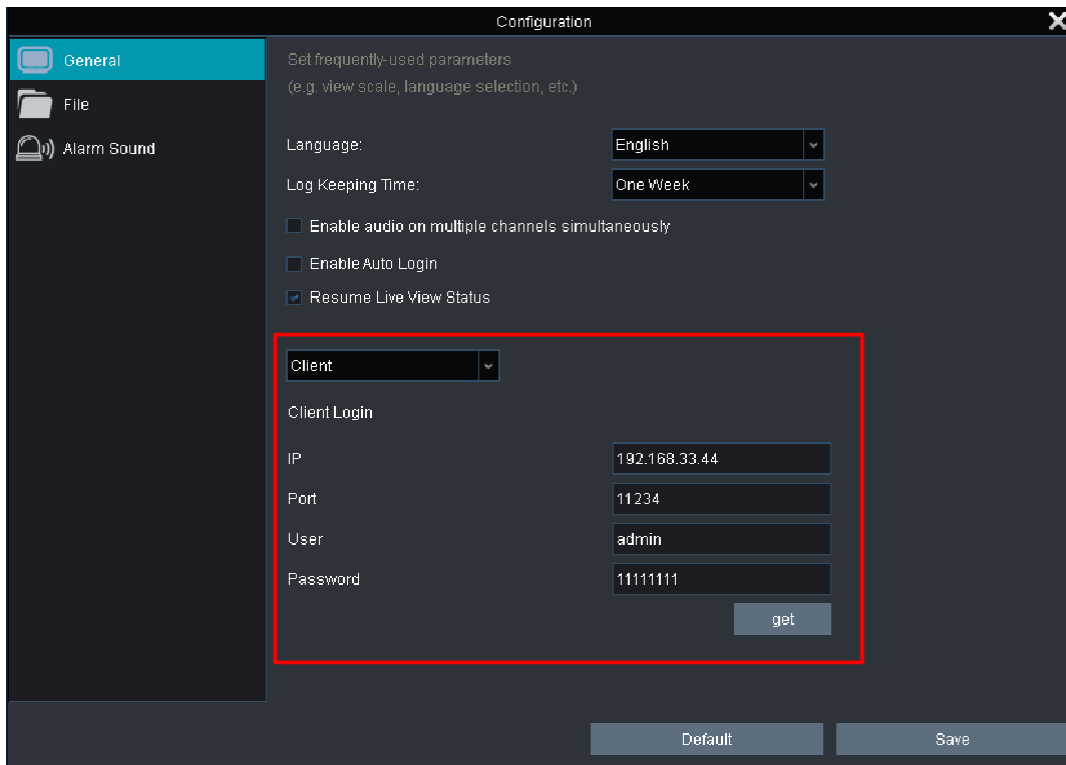 Configuration
General
File
Alarm Sound
Set frequently-used parameters
(e.g. view scale, language selection, etc.)
Language: English
Log Keeping Time: One Week
Enable audio on multiple channels simultaneously
Enable Auto Login
Resume Live View Status
Client
Client Login
IP 192.168.33.44
Port 11234
User admin
Password 11111111
get
Default Save